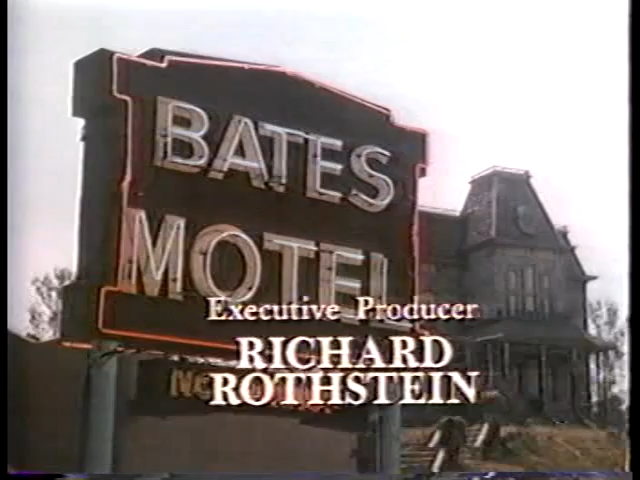 BATES
MOTEL
Executive Producer
RICHARD
ROTHSTEIN